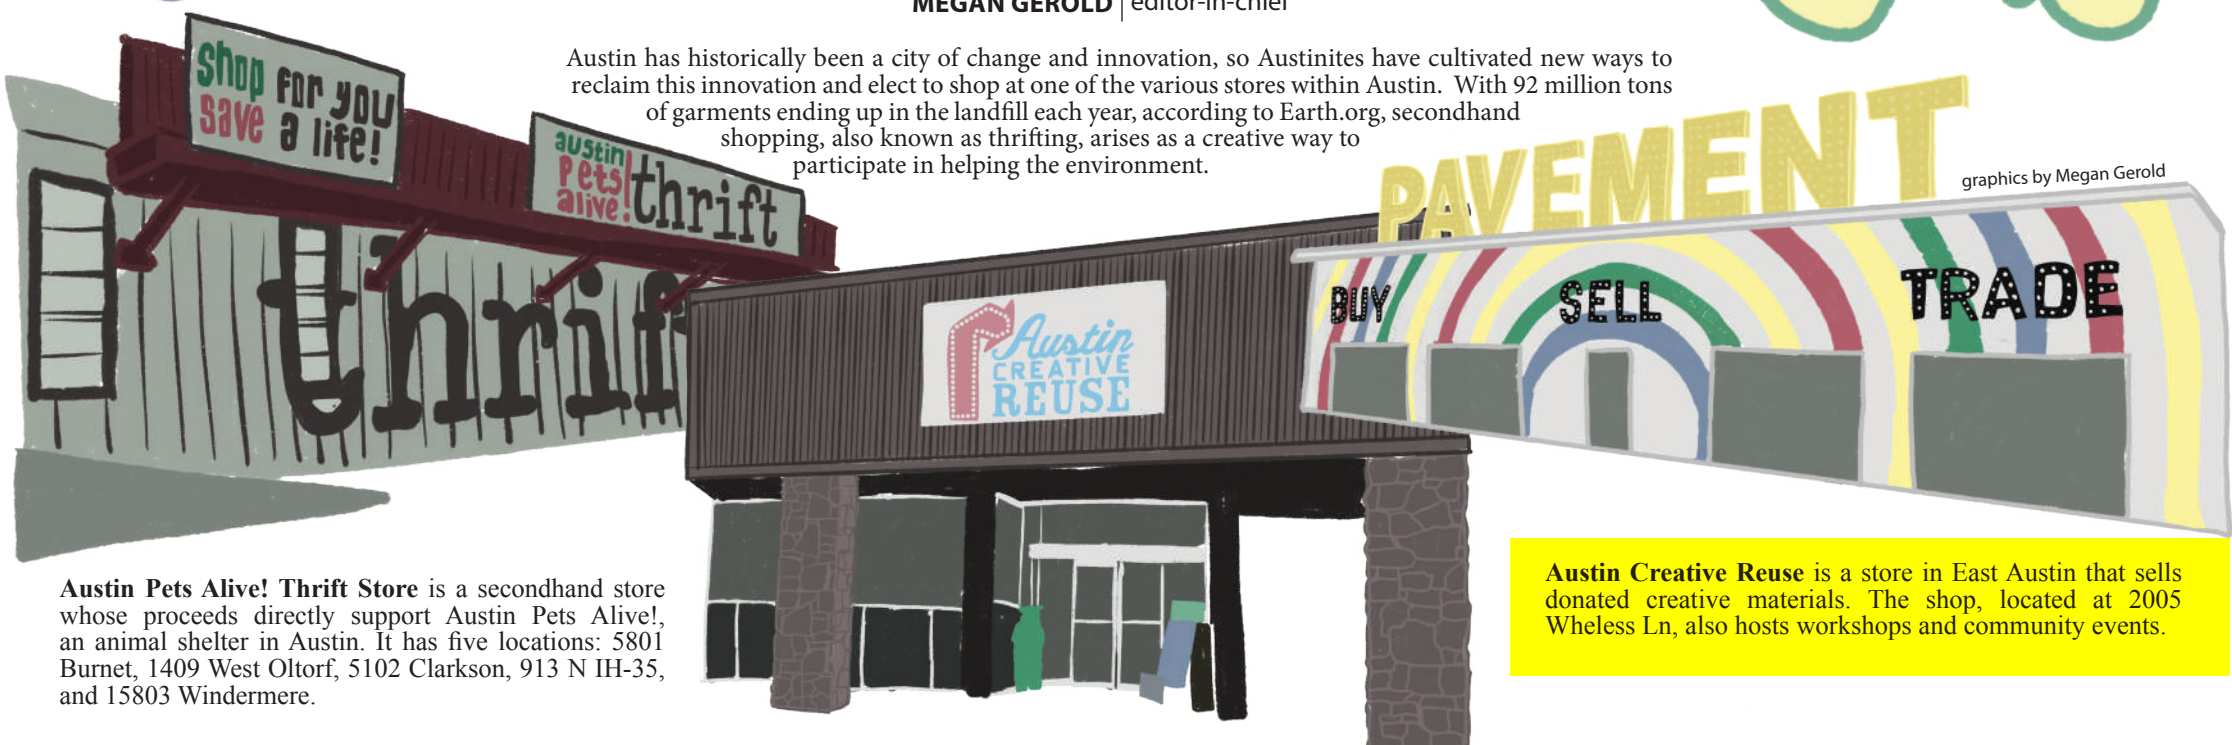 MEGAN GEROLD | editor-in-chief
Austin has historically been a city of change and innovation, so Austinites have cultivated new ways to
reclaim this innovation and elect to shop at one of the various stores within Austin. With 92 million tons
of garments ending up in the landfill each year, according to Earth.org, secondhand
shopping, also known as thrifting, arises as a creative way to
participate in helping the environment.
shop for you
save a life!
austin
pets
alive!
thrift
thrif
Austin
CREATIVE
REUSE
PAVEMENT
graphics by Megan Gerold
BUY SELL TRADE
Austin Pets Alive! Thrift Store is a secondhand store
whose proceeds directly support Austin Pets Alive!,
an animal shelter in Austin. It has five locations: 5801
Burnet, 1409 West Oltorf, 5102 Clarkson, 913 N IH-35,
and 15803 Windermere.
Austin Creative Reuse is a store in East Austin that sells
donated creative materials. The shop, located at 2005
Wheless Ln, also hosts workshops and community events.